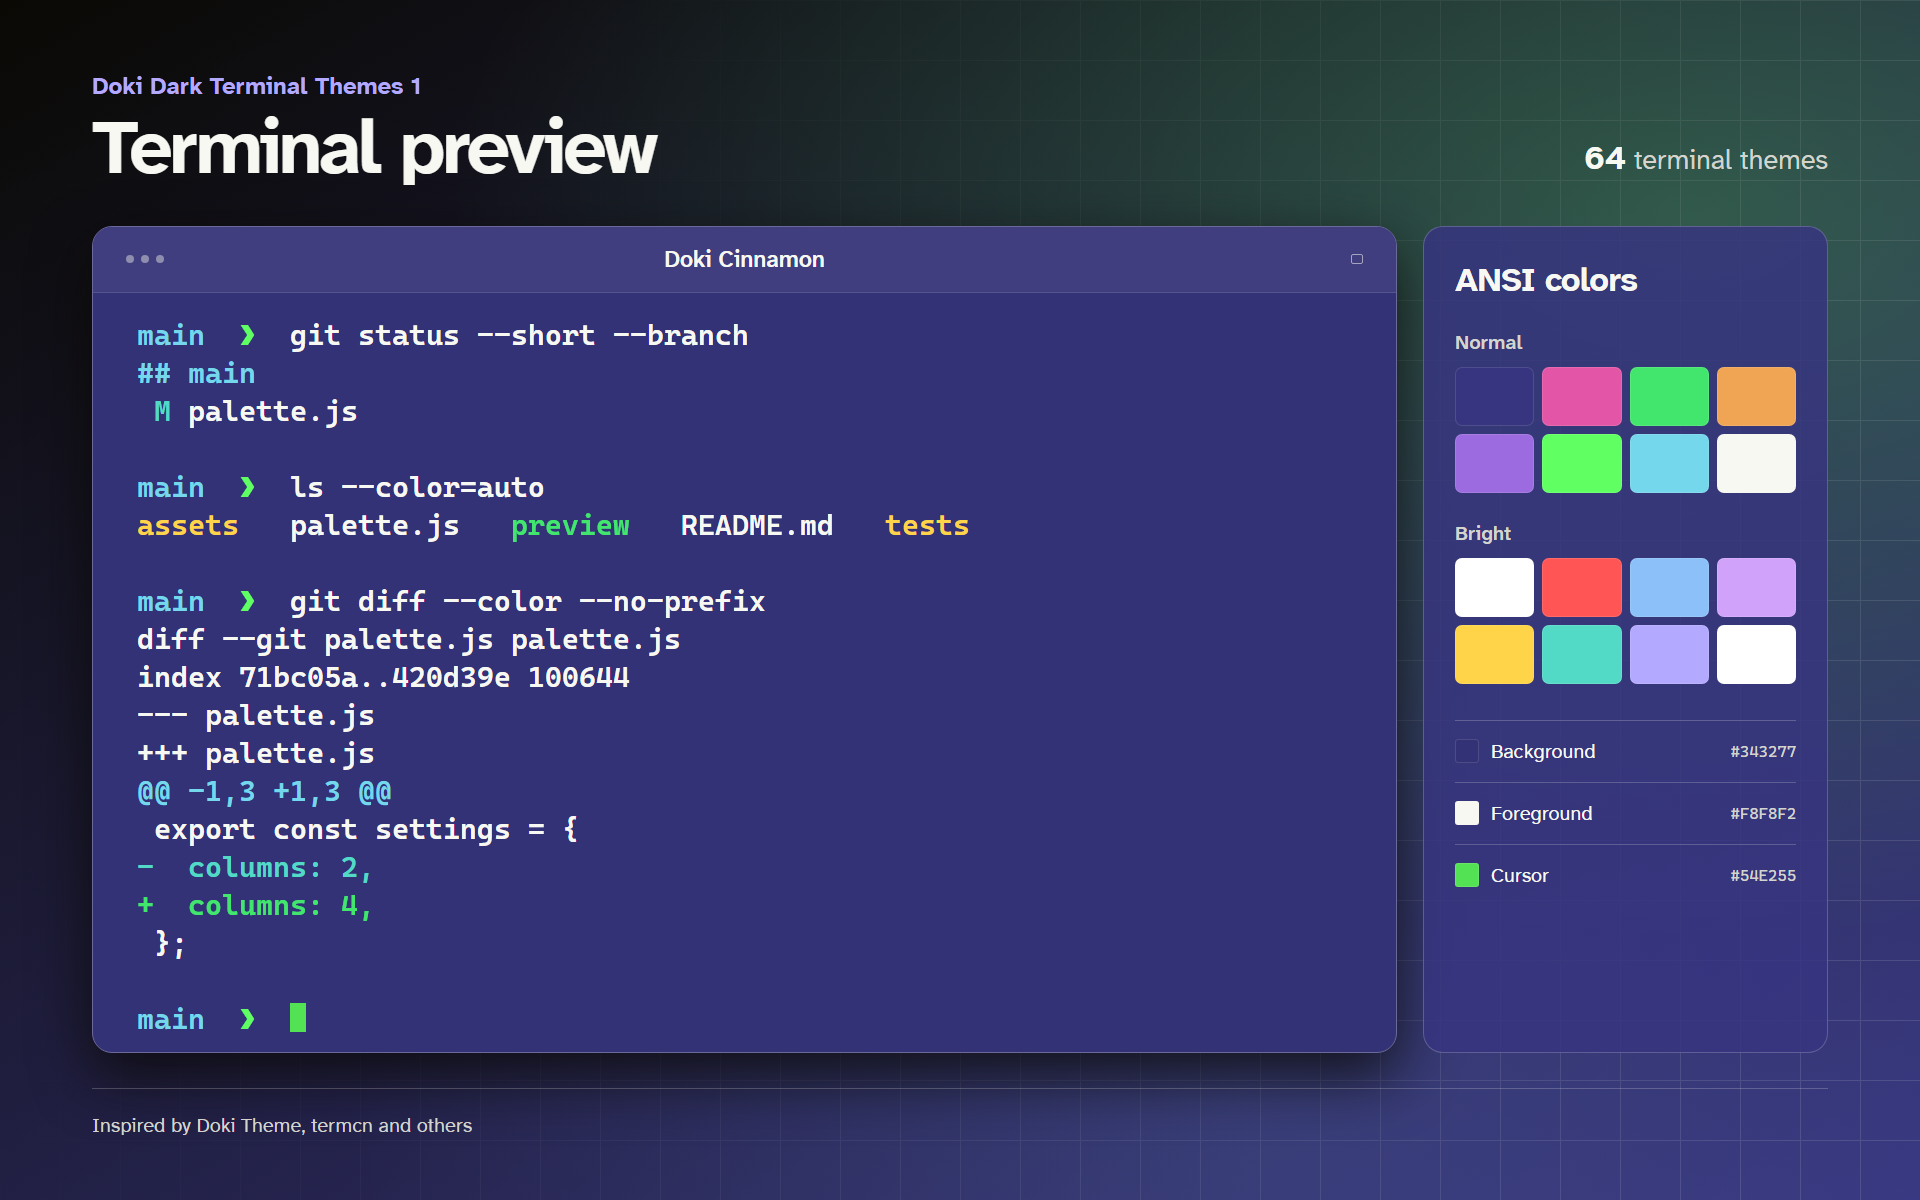 Doki Dark Terminal Themes 1
Terminal preview
64 terminal themes
Doki Cinnamon
main ❯ git status --short --branch
## main
 M palette.js
main ❯ ls --color=auto
assets   palette.js   preview   README.md   tests
main ❯ git diff --color --no-prefix
diff --git palette.js palette.js
index 71bc05a..420d39e 100644
--- palette.js
+++ palette.js
@@ -1,3 +1,3 @@
 export const settings = {
-  columns: 2,
+  columns: 4,
 };
main ❯
ANSI colors
Normal
Bright
Background #343277
Foreground #F8F8F2
Cursor #54E255
Inspired by Doki Theme, termcn and others